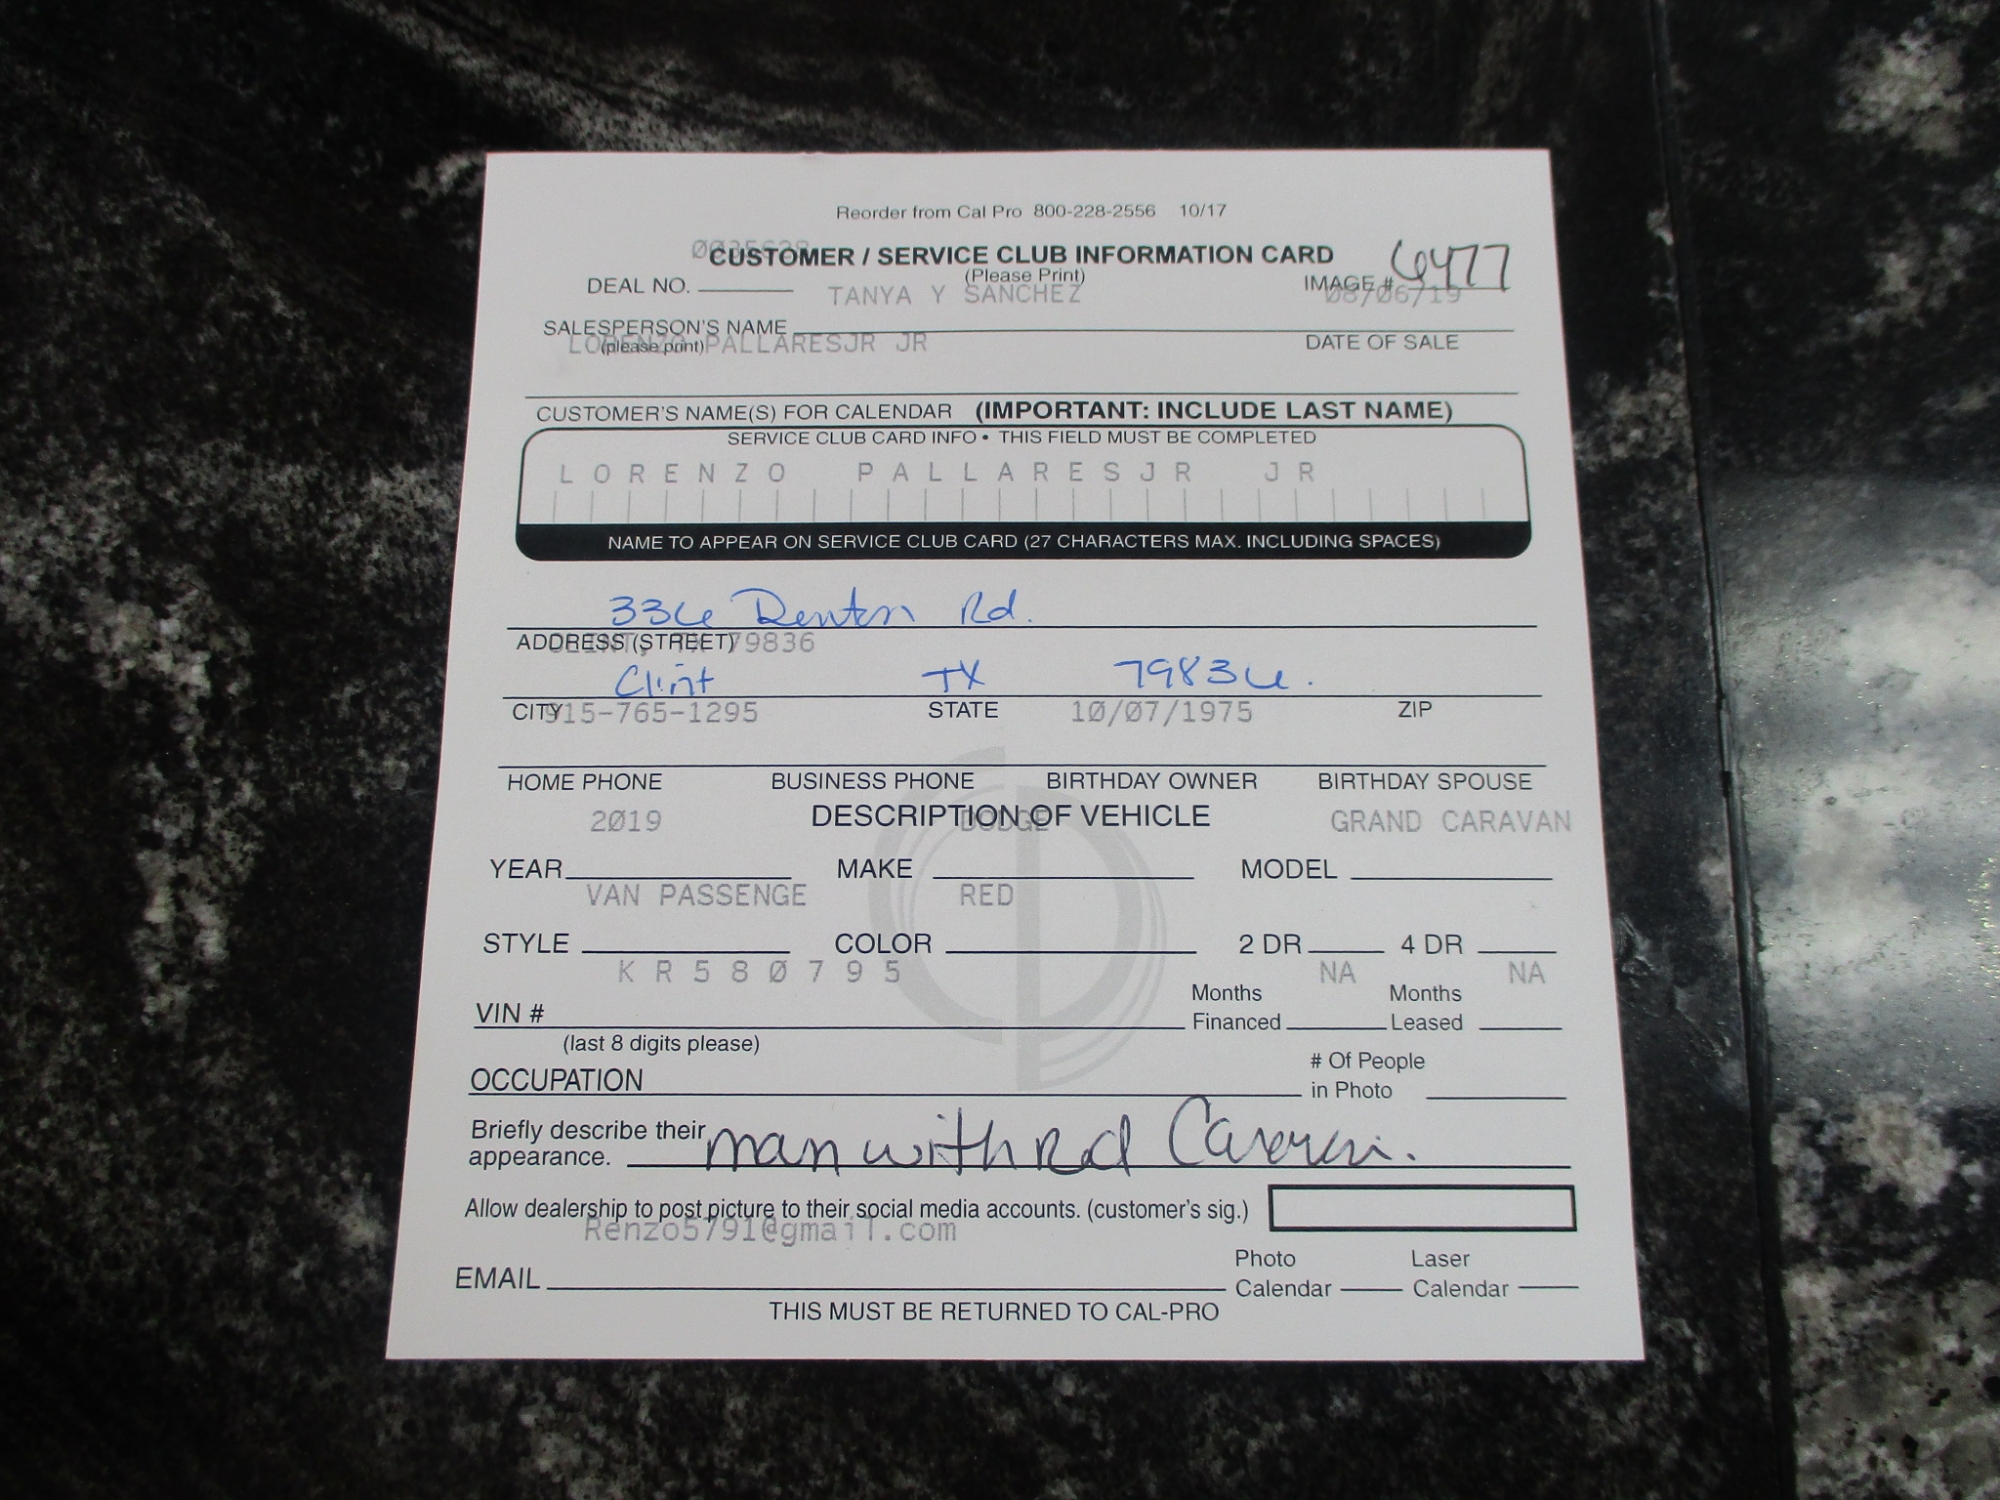 Reorder from Cal Pro 800-228-2556 10/17
CUSTOMER / SERVICE CLUB INFORMATION CARD
(Please Print)
DEAL NO. TANYA Y SANCHEZ IMAGE # 6477
08/06/19
SALESPERSON'S NAME
(please print) LORENZO PALLARESJR JR DATE OF SALE
CUSTOMER'S NAME(S) FOR CALENDAR (IMPORTANT: INCLUDE LAST NAME)
SERVICE CLUB CARD INFO • THIS FIELD MUST BE COMPLETED
LORENZO PALLARESJR JR
NAME TO APPEAR ON SERVICE CLUB CARD (27 CHARACTERS MAX. INCLUDING SPACES)
336 Renton Rd.
ADDRESS (STREET) CLINT, TX 79836
Clint TX 79836.
CITY 915-765-1295 STATE 10/07/1975 ZIP
HOME PHONE BUSINESS PHONE BIRTHDAY OWNER BIRTHDAY SPOUSE
2019 DESCRIPTION OF VEHICLE DODGE GRAND CARAVAN
YEAR MAKE MODEL
VAN PASSENGE RED
STYLE COLOR 2 DR 4 DR
KR580795 NA NA
VIN # Months Financed Months Leased
(last 8 digits please)
OCCUPATION # Of People in Photo
Briefly describe their appearance. man with Red Caravan.
Allow dealership to post picture to their social media accounts. (customer's sig.)
Renzo5791@gmail.com
EMAIL Photo Calendar Laser Calendar
THIS MUST BE RETURNED TO CAL-PRO